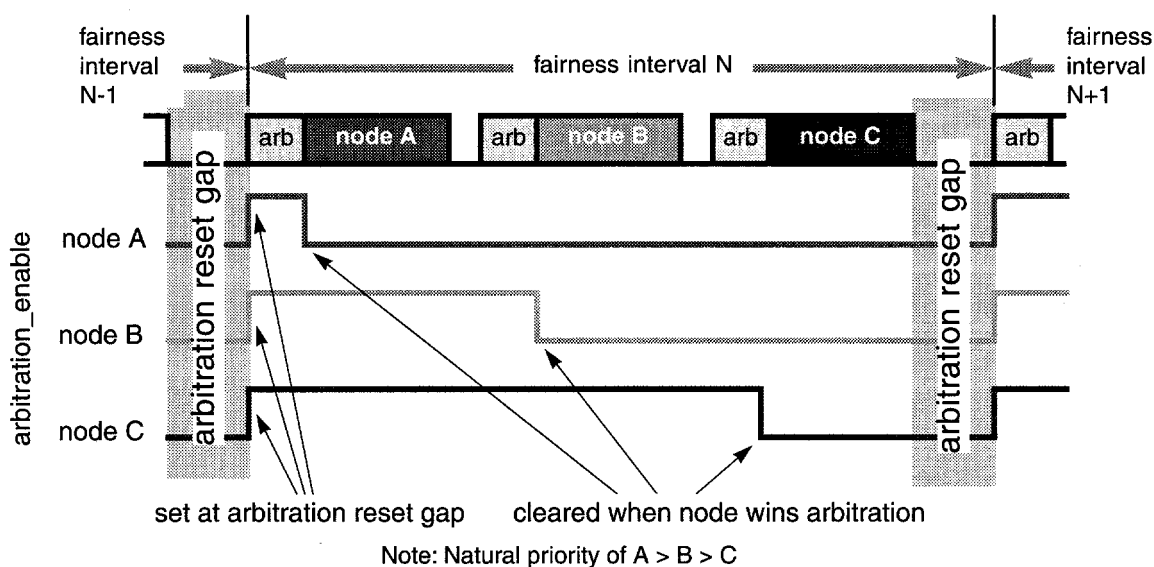 fairness
interval
N-1
fairness interval N
fairness
interval
N+1
arb
node A
arb
node B
arb
node C
arb
arbitration reset gap
arbitration reset gap
arbitration_enable
node A
node B
node C
set at arbitration reset gap
cleared when node wins arbitration
Note: Natural priority of A > B > C